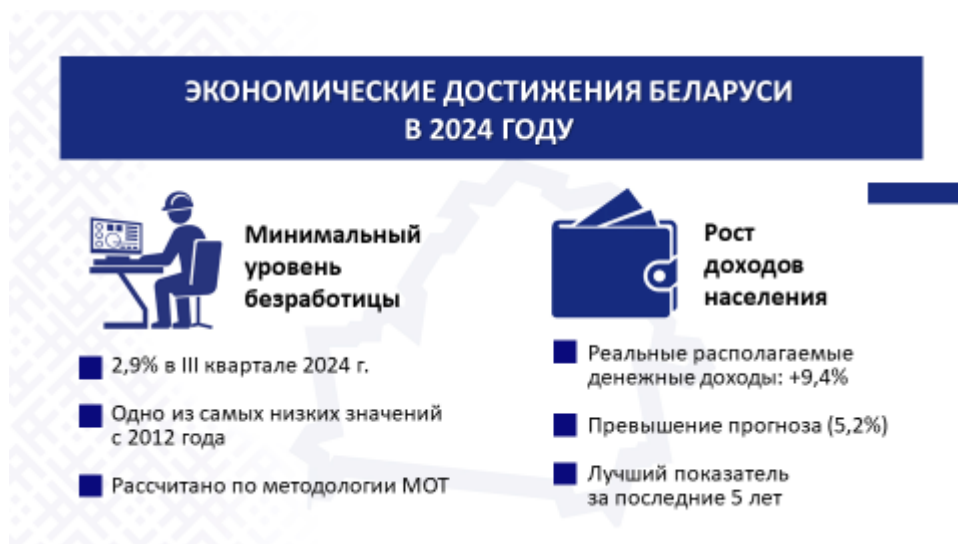 ЭКОНОМИЧЕСКИЕ ДОСТИЖЕНИЯ БЕЛАРУСИ
В 2024 ГОДУ
Минимальный
уровень
безработицы
2,9% в III квартале 2024 г.
Одно из самых низких значений
с 2012 года
Рассчитано по методологии МОТ
Рост
доходов
населения
Реальные располагаемые
денежные доходы: +9,4%
Превышение прогноза (5,2%)
Лучший показатель
за последние 5 лет